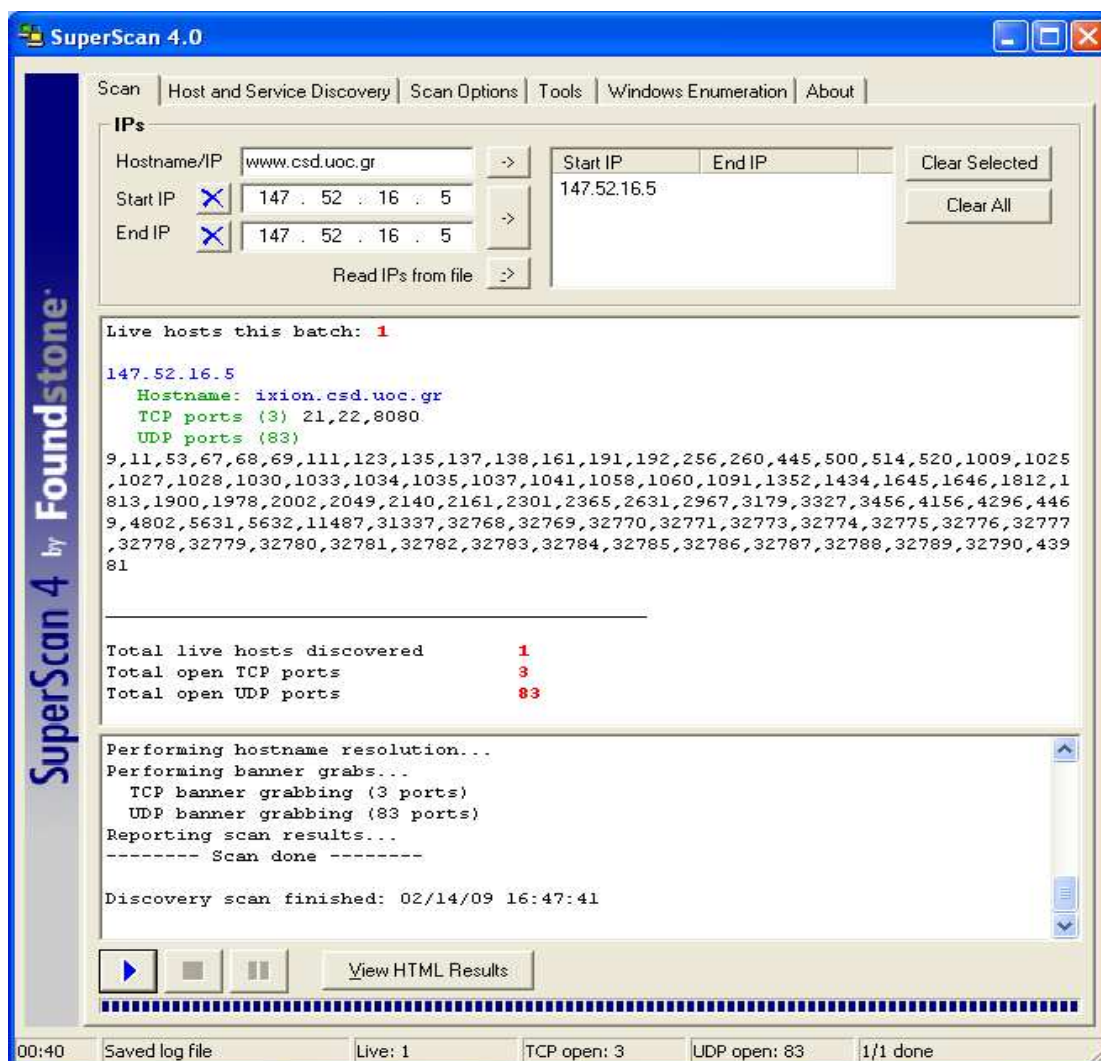 SuperScan 4.0
Scan Host and Service Discovery Scan Options Tools Windows Enumeration About
IPs
Hostname/IP www.csd.uoc.gr ->
Start IP 147 . 52 . 16 . 5
End IP 147 . 52 . 16 . 5
->
Read IPs from file ->
Start IP End IP
147.52.16.5
Clear Selected
Clear All
SuperScan 4 by Foundstone
Live hosts this batch: 1
147.52.16.5
Hostname: ixion.csd.uoc.gr
TCP ports (3) 21,22,8080
UDP ports (83)
9,11,53,67,68,69,111,123,135,137,138,161,191,192,256,260,445,500,514,520,1009,1025
,1027,1028,1030,1033,1034,1035,1037,1041,1058,1060,1091,1352,1434,1645,1646,1812,1
813,1900,1978,2002,2049,2140,2161,2301,2365,2631,2967,3179,3327,3456,4156,4296,446
9,4802,5631,5632,11487,31337,32768,32769,32770,32771,32773,32774,32775,32776,32777
,32778,32779,32780,32781,32782,32783,32784,32785,32786,32787,32788,32789,32790,439
81
Total live hosts discovered 1
Total open TCP ports 3
Total open UDP ports 83
Performing hostname resolution...
Performing banner grabs...
TCP banner grabbing (3 ports)
UDP banner grabbing (83 ports)
Reporting scan results...
-------- Scan done --------
Discovery scan finished: 02/14/09 16:47:41
View HTML Results
00:40 Saved log file Live: 1 TCP open: 3 UDP open: 83 1/1 done